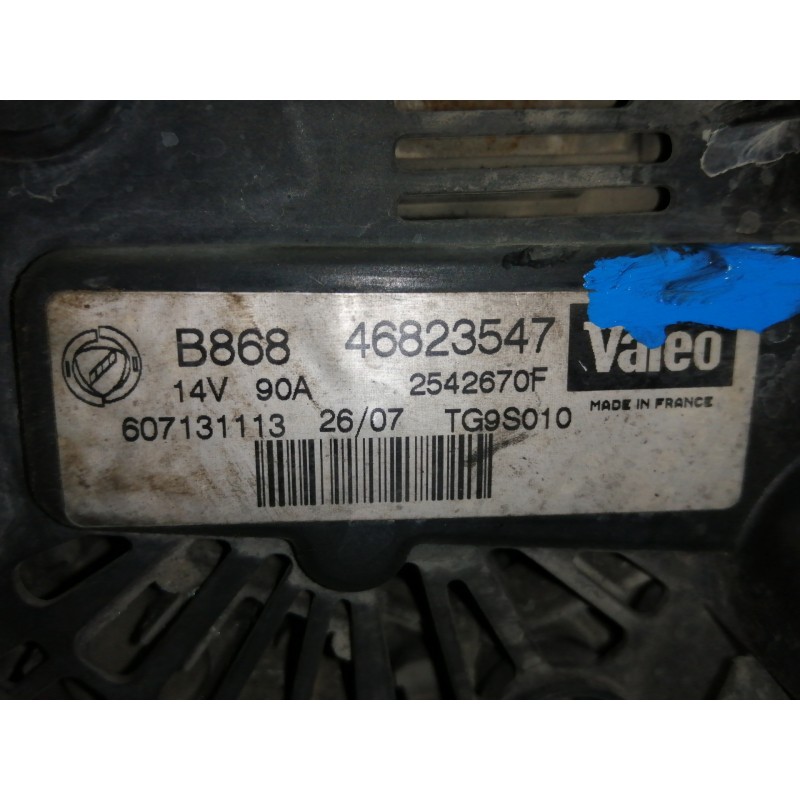 B868 46823547 Valeo
14V 90A 2542670F
MADE IN FRANCE
607131113 26/07 TG9S010